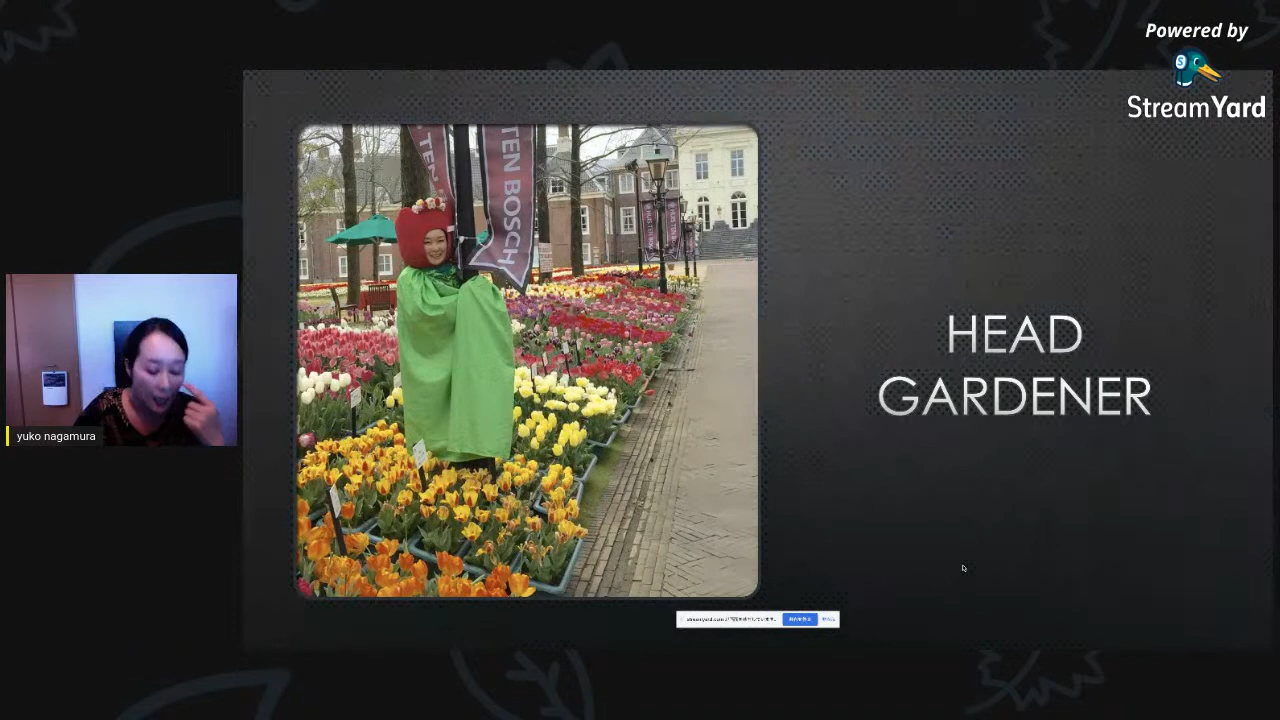 Powered by
StreamYard
TEN BOSCH
HEAD
GARDENER
yuko nagamura